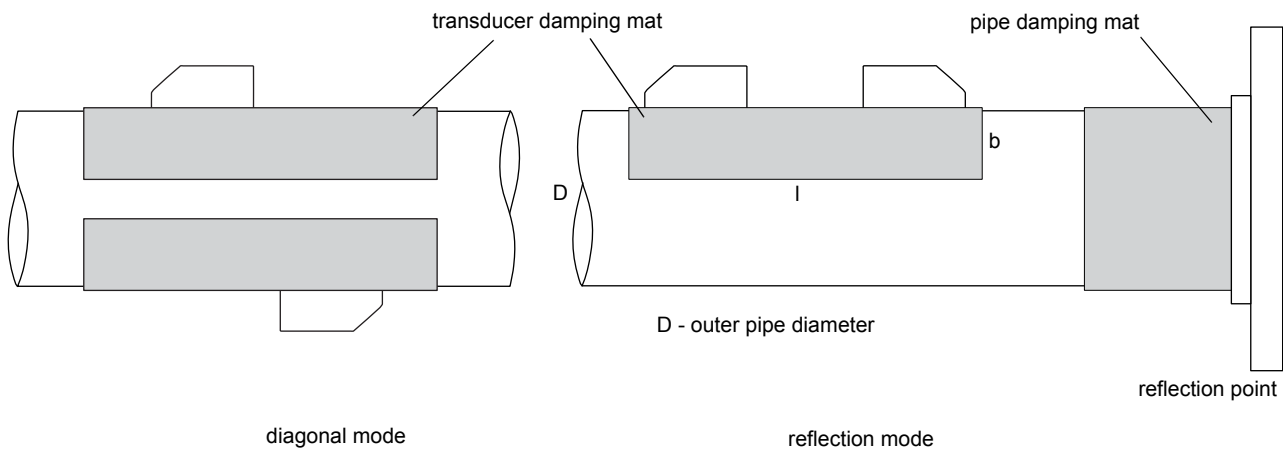 transducer damping mat
pipe damping mat
b
D
l
D - outer pipe diameter
reflection point
diagonal mode
reflection mode